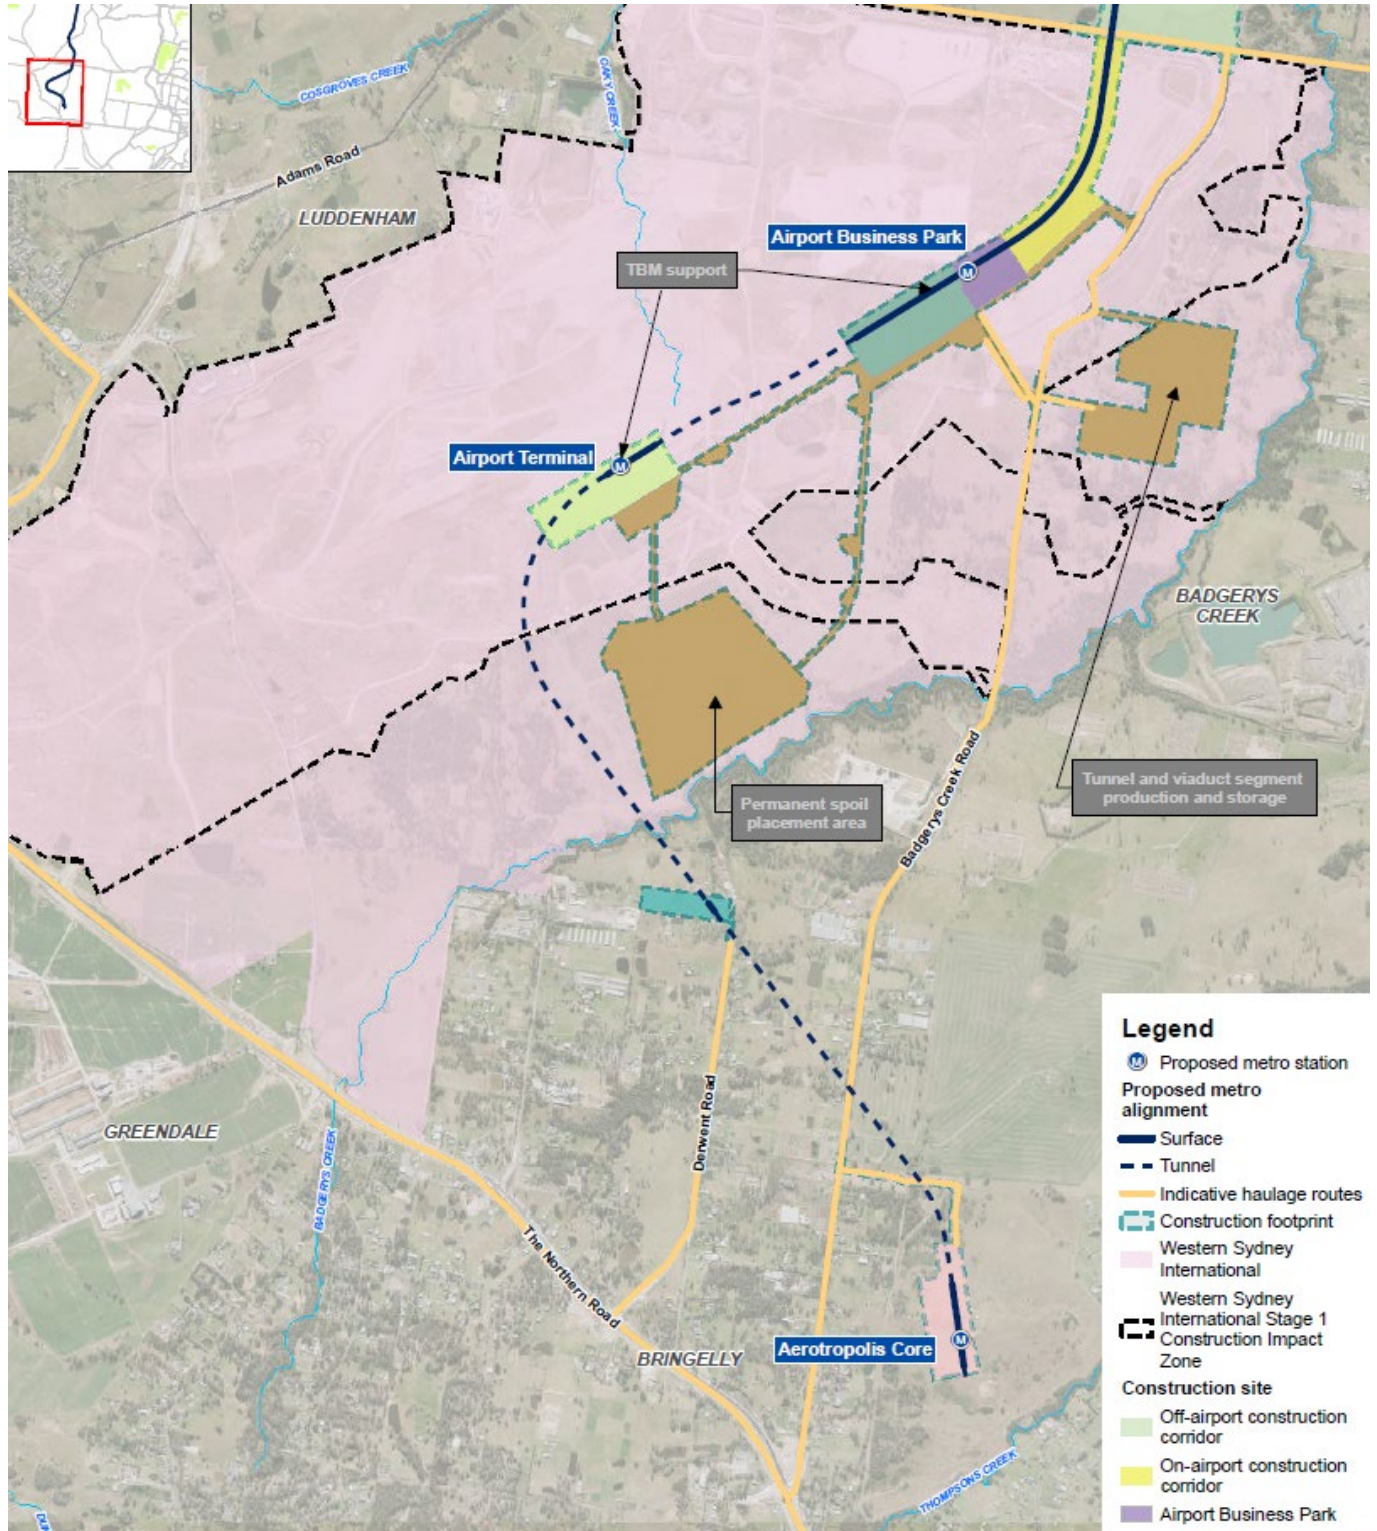 COSGROVES CREEK
OAKY CREEK
Adams Road
LUDDENHAM
Airport Business Park
TBM support
Airport Terminal
BADGERYS
CREEK
Tunnel and viaduct segment
production and storage
Permanent spoil
placement area
Badgerys Creek Road
Derwent Road
GREENDALE
BADGERYS CREEK
The Northern Road
BRINGELLY
Aerotropolis Core
THOMPSONS CREEK
Legend
M Proposed metro station
Proposed metro
alignment
Surface
Tunnel
Indicative haulage routes
Construction footprint
Western Sydney
International
Western Sydney
International Stage 1
Construction Impact
Zone
Construction site
Off-airport construction
corridor
On-airport construction
corridor
Airport Business Park